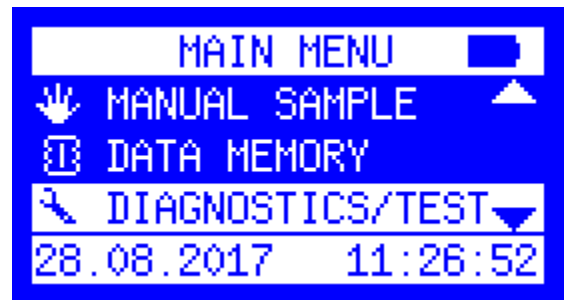 MAIN MENU
MANUAL SAMPLE
DATA MEMORY
DIAGNOSTICS/TEST
28.08.2017 11:26:52